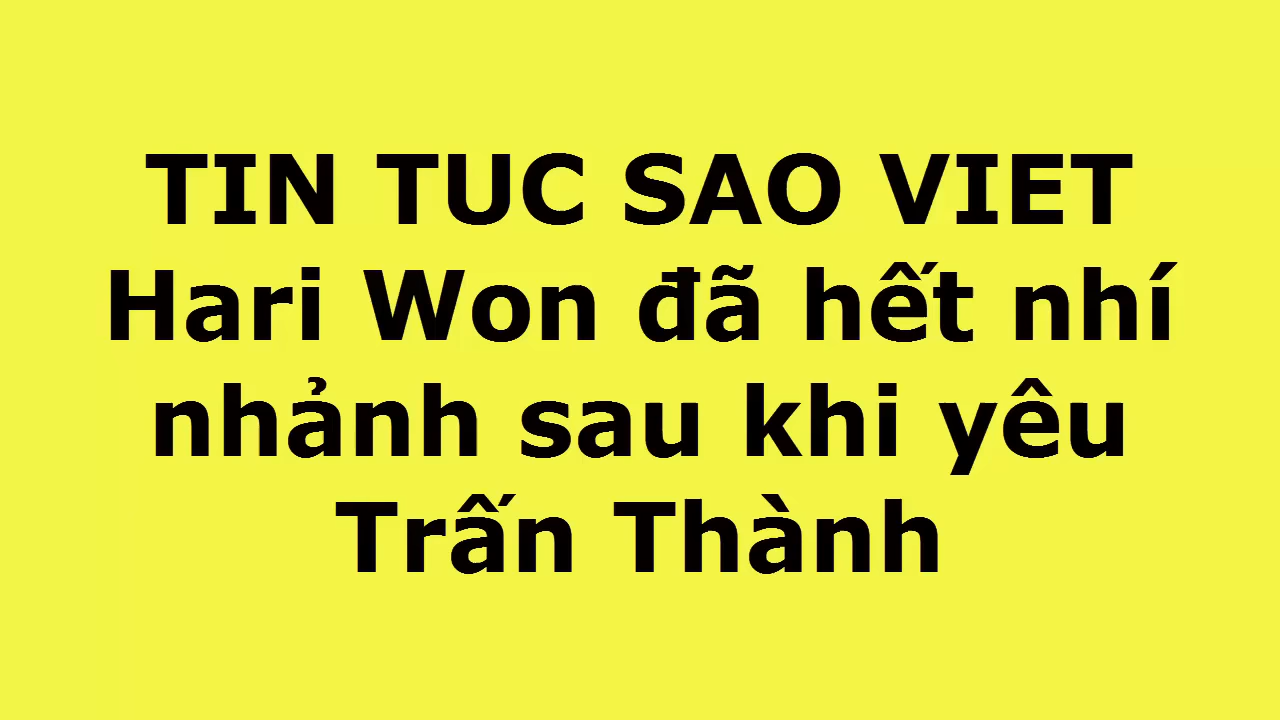 TIN TUC SAO VIET
Hari Won đã hết nhí
nhảnh sau khi yêu
Trấn Thành